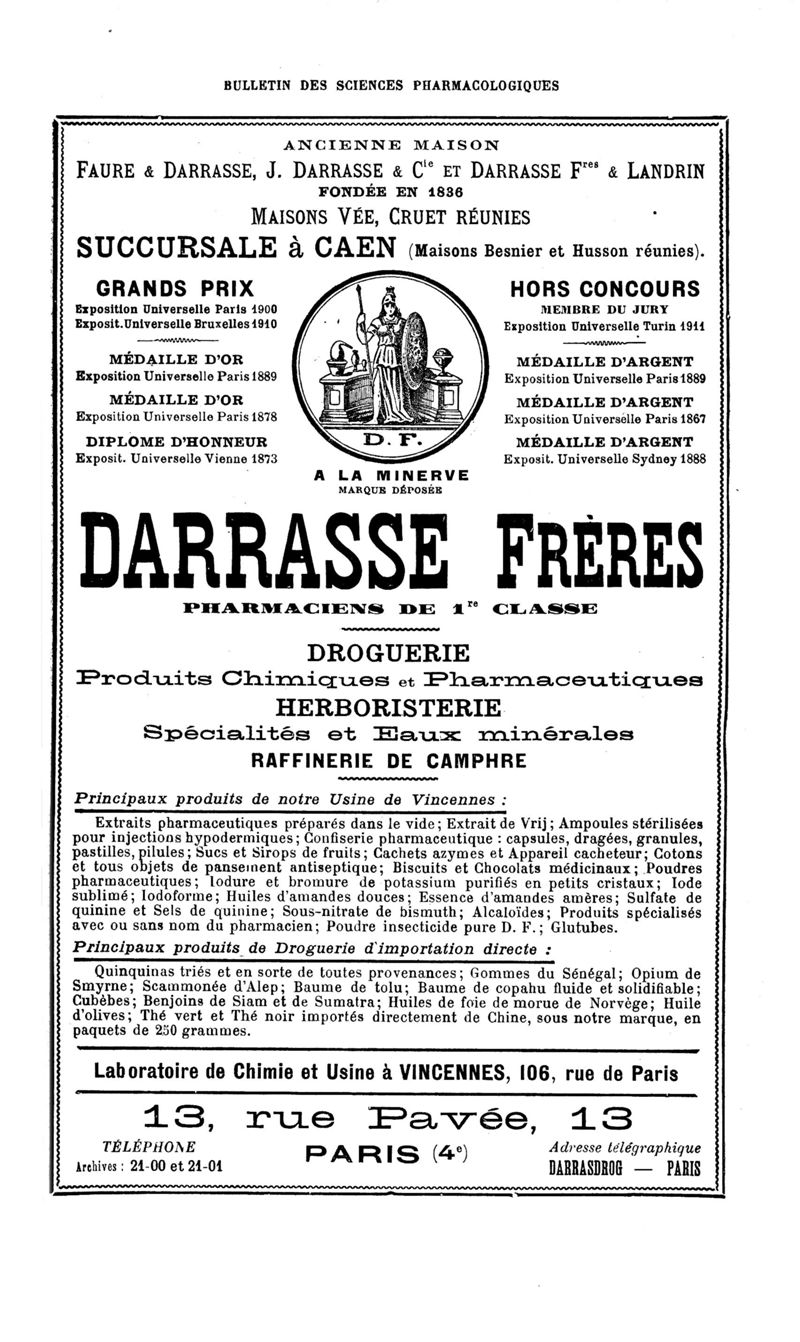 BULLETIN DES SCIENCES PHARMACOLOGIQUES
ANCIENNE MAISON
FAURE & DARRASSE, J. DARRASSE & Cie ET DARRASSE Fres & LANDRIN
FONDÉE EN 1836
MAISONS VÉE, CRUET RÉUNIES
SUCCURSALE à CAEN (Maisons Besnier et Husson réunies).
GRANDS PRIX
Exposition Universelle Paris 1900
Exposit. Universelle Bruxelles 1910
MÉDAILLE D'OR
Exposition Universelle Paris 1889
MÉDAILLE D'OR
Exposition Universelle Paris 1878
DIPLOME D'HONNEUR
Exposit. Universelle Vienne 1873
D. F.
A LA MINERVE
MARQUE DÉPOSÉE
HORS CONCOURS
MEMBRE DU JURY
Exposition Universelle Turin 1911
MÉDAILLE D'ARGENT
Exposition Universelle Paris 1889
MÉDAILLE D'ARGENT
Exposition Universelle Paris 1867
MÉDAILLE D'ARGENT
Exposit. Universelle Sydney 1888
DARRASSE FRÈRES
PHARMACIENS DE 1re CLASSE
DROGUERIE
Produits Chimiques et Pharmaceutiques
HERBORISTERIE
Spécialités et Eaux minérales
RAFFINERIE DE CAMPHRE
Principaux produits de notre Usine de Vincennes :
Extraits pharmaceutiques préparés dans le vide; Extrait de Vrij; Ampoules stérilisées
pour injections hypodermiques; Confiserie pharmaceutique : capsules, dragées, granules,
pastilles, pilules; Sucs et Sirops de fruits; Cachets azymes et Appareil cacheteur; Cotons
et tous objets de pansement antiseptique; Biscuits et Chocolats médicinaux; Poudres
pharmaceutiques; Iodure et bromure de potassium purifiés en petits cristaux; Iode
sublimé; Iodoforme; Huiles d'amandes douces; Essence d'amandes amères; Sulfate de
quinine et Sels de quinine; Sous-nitrate de bismuth; Alcaloïdes; Produits spécialisés
avec ou sans nom du pharmacien; Poudre insecticide pure D. F.; Glutubes.
Principaux produits de Droguerie d'importation directe :
Quinquinas triés et en sorte de toutes provenances; Gommes du Sénégal; Opium de
Smyrne; Scammonée d'Alep; Baume de tolu; Baume de copahu fluide et solidifiable;
Cubèbes; Benjoins de Siam et de Sumatra; Huiles de foie de morue de Norvège; Huile
d'olives; Thé vert et Thé noir importés directement de Chine, sous notre marque, en
paquets de 250 grammes.
Laboratoire de Chimie et Usine à VINCENNES, 106, rue de Paris
13, rue Pavée, 13
TÉLÉPHONE
Archives : 21-00 et 21-01
PARIS (4e)
Adresse télégraphique
DARRASDROG — PARIS